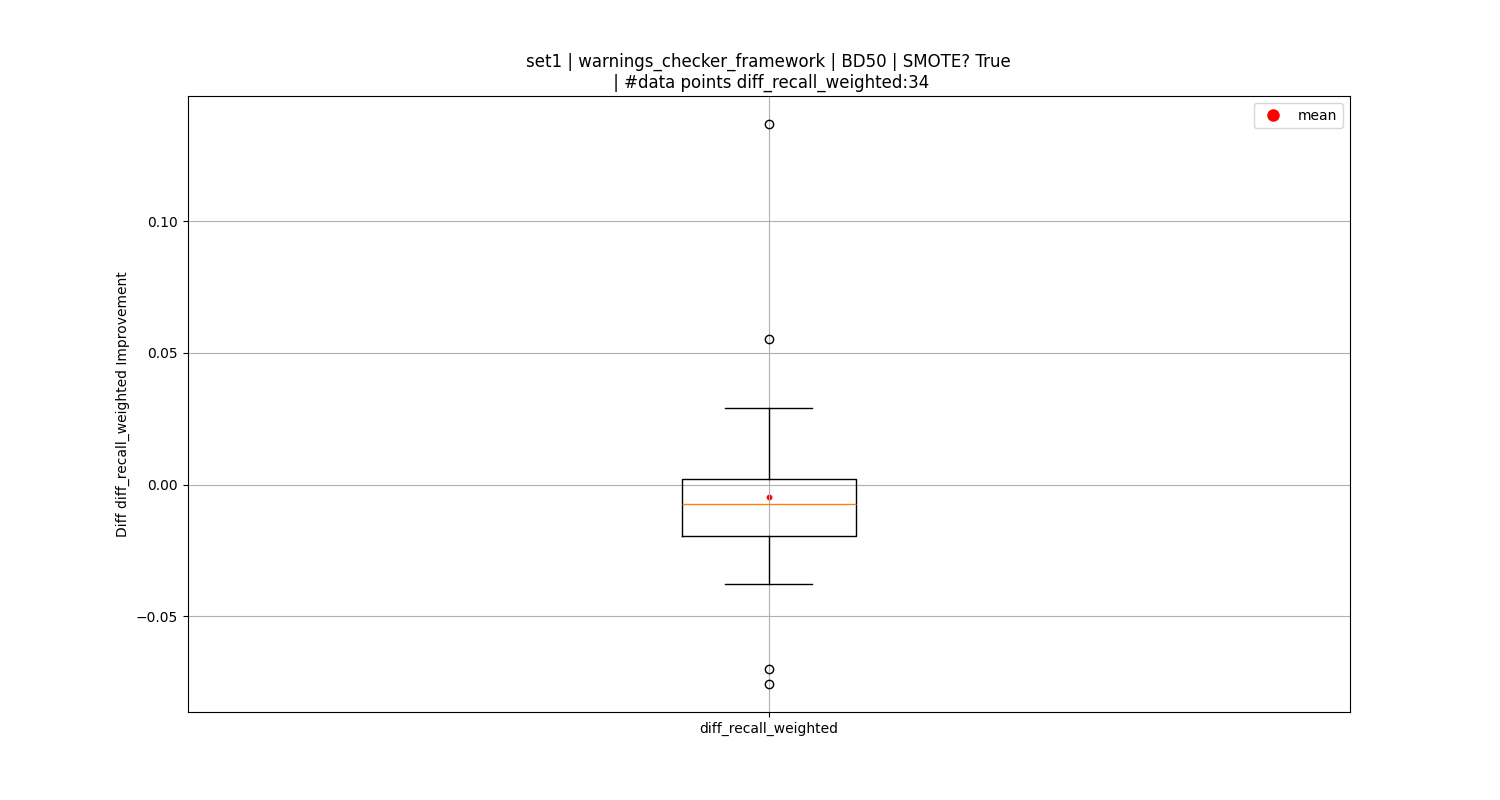 set1 | warnings_checker_framework | BD50 | SMOTE? True
| #data points diff_recall_weighted:34
mean
0.10
0.05
0.00
−0.05
Diff diff_recall_weighted Improvement
diff_recall_weighted